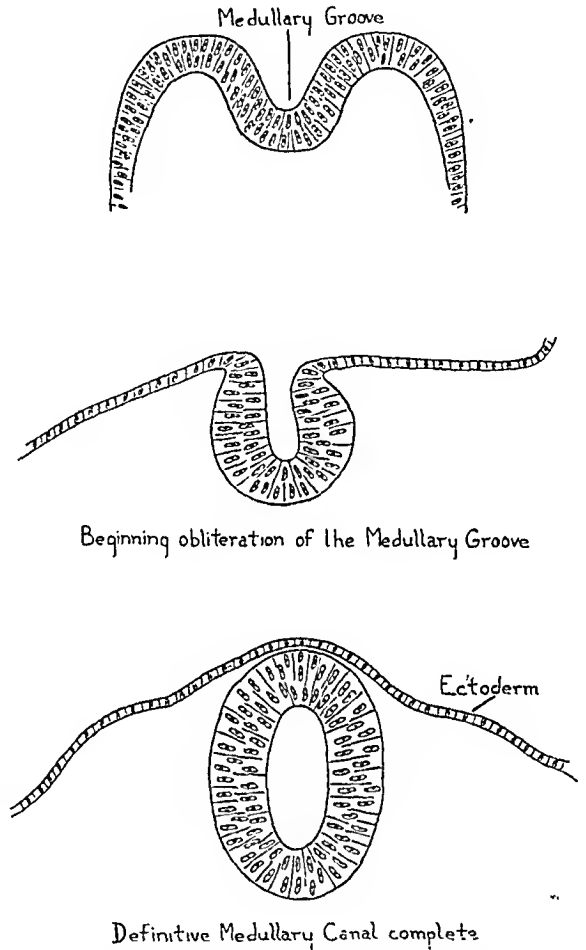 Medullary Groove
Beginning obliteration of the Medullary Groove
Ectoderm
Definitive Medullary Canal complete